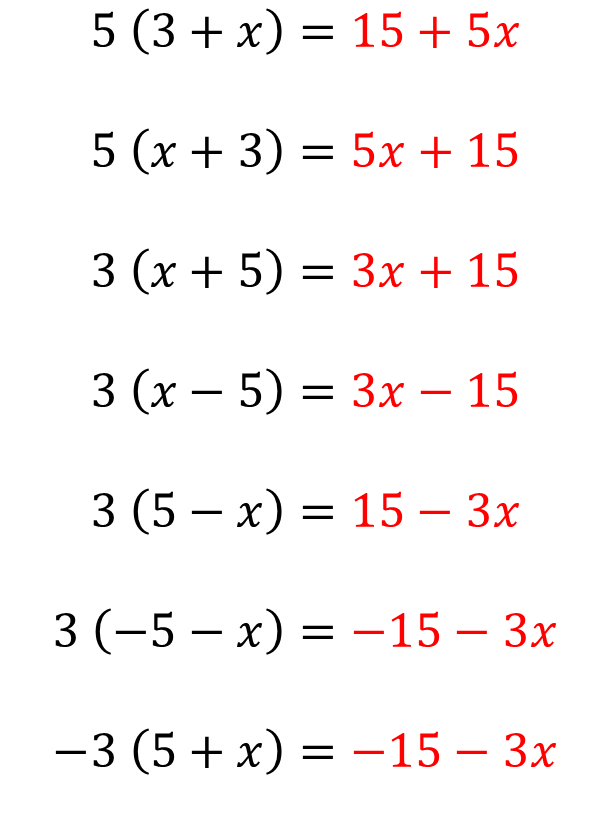 5 (3 + x) = 15 + 5x
5 (x + 3) = 5x + 15
3 (x + 5) = 3x + 15
3 (x − 5) = 3x − 15
3 (5 − x) = 15 − 3x
3 (−5 − x) = −15 − 3x
−3 (5 + x) = −15 − 3x